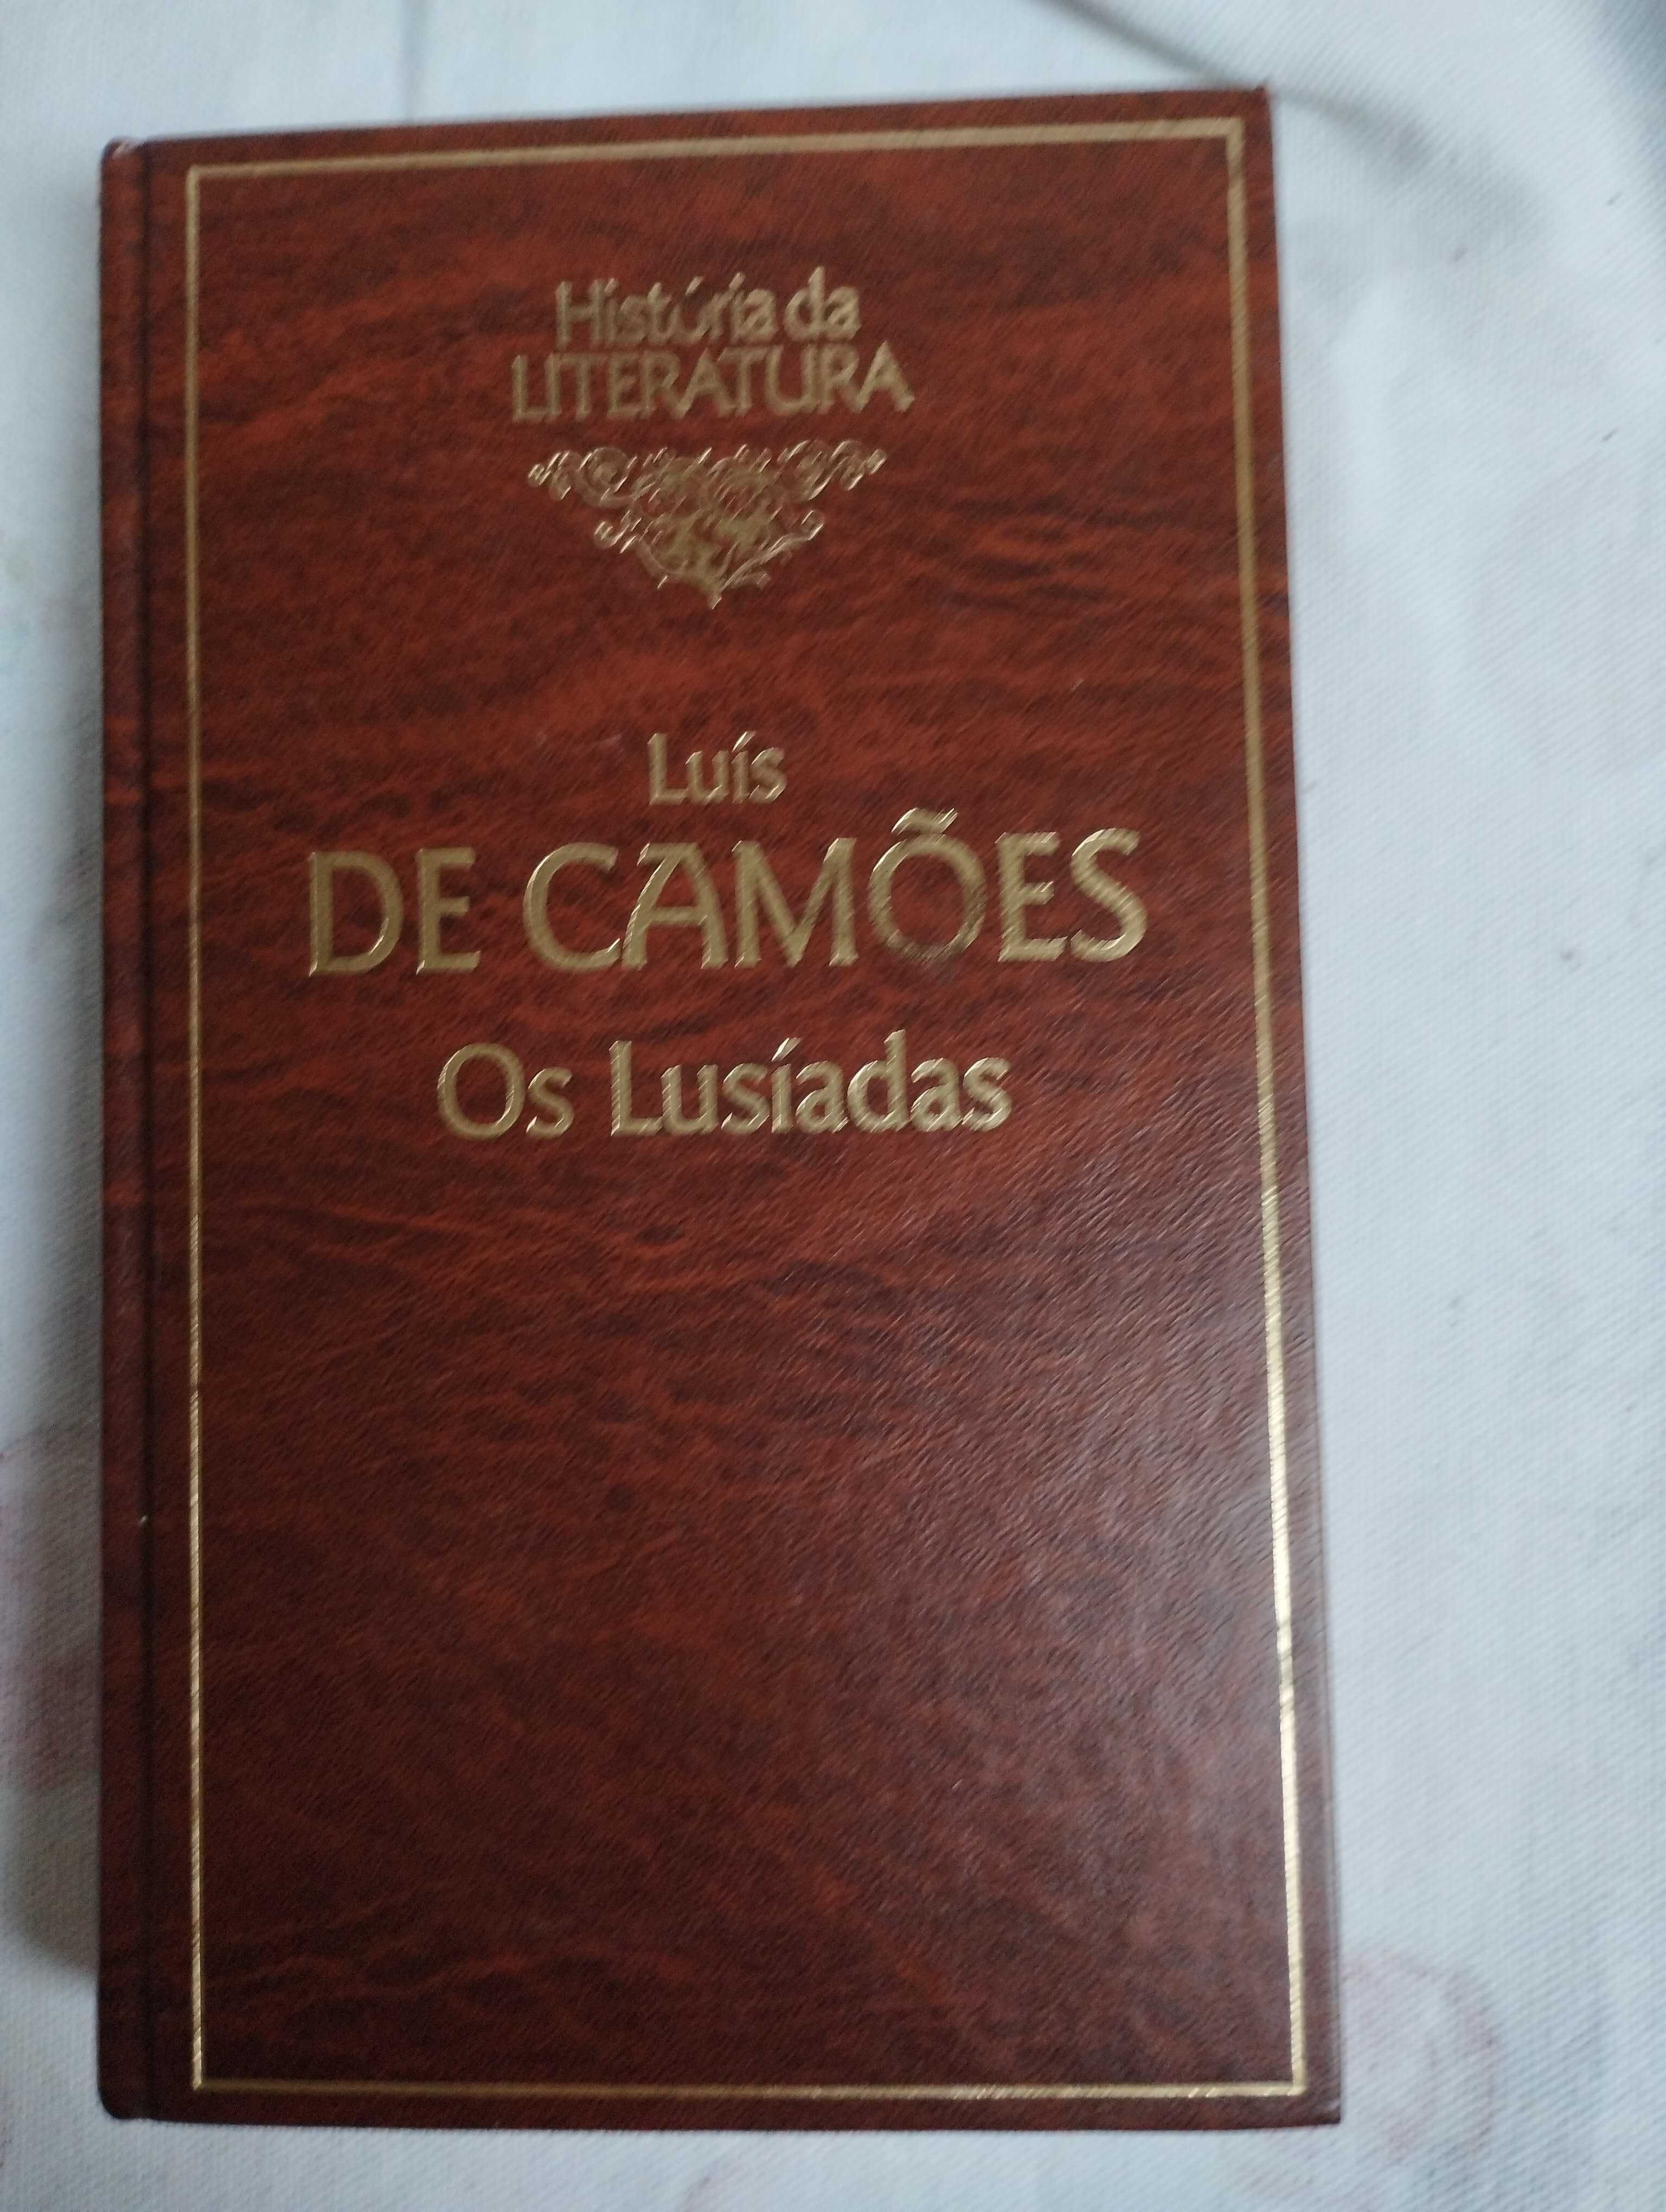 História da
LITERATURA
Luís
DE CAMÕES
Os Lusíadas